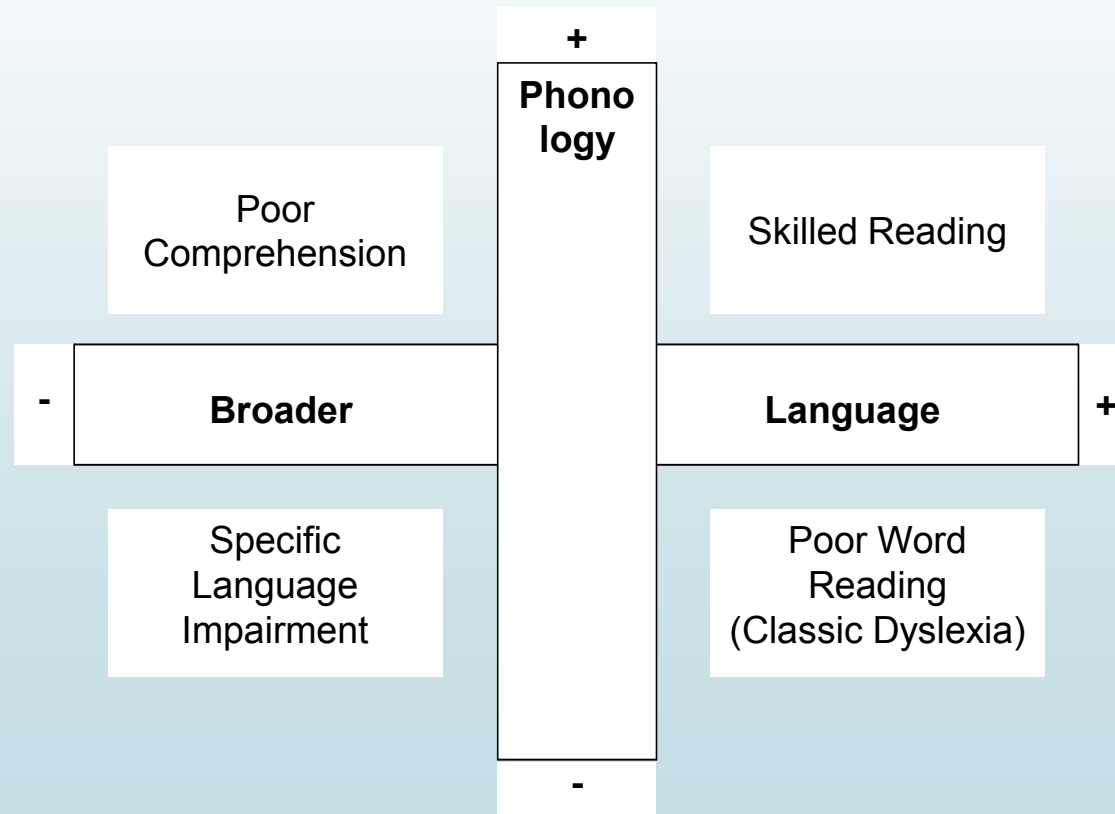 +
Phono
logy
Poor
Comprehension
Skilled Reading
-
Broader
Language
+
Specific
Language
Impairment
Poor Word
Reading
(Classic Dyslexia)
-